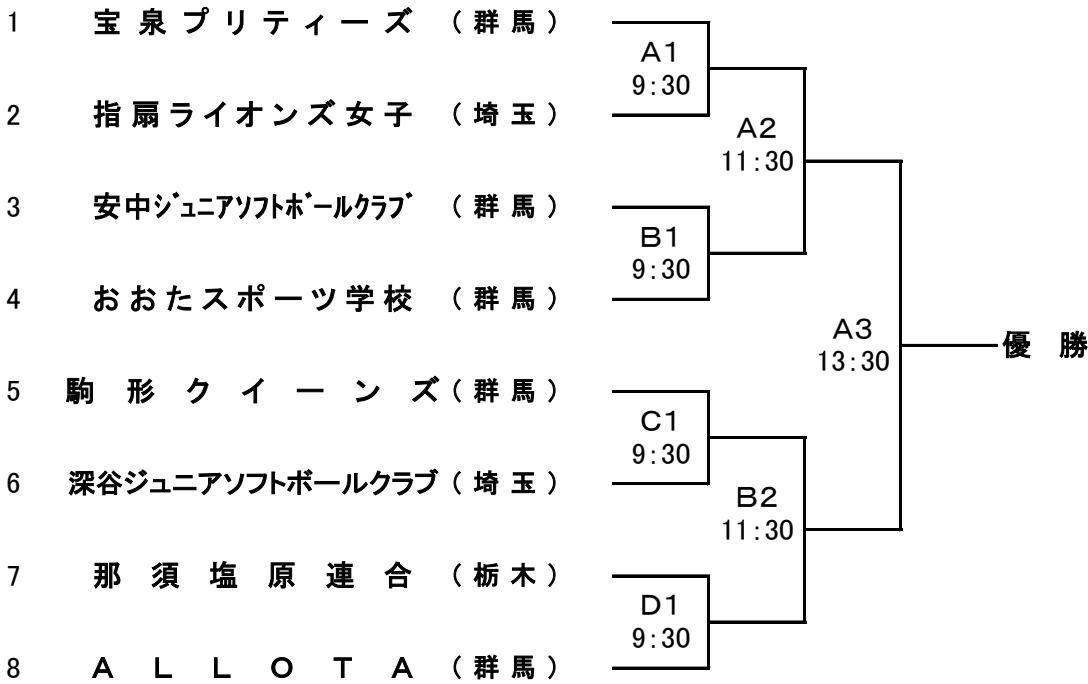 1 宝泉プリティーズ （群馬）
A1
9:30
2 指扇ライオンズ女子 （埼玉）
A2
11:30
3 安中ｼﾞｭﾆｱｿﾌﾄﾎﾞｰﾙｸﾗﾌﾞ （群馬）
B1
9:30
4 おおたスポーツ学校 （群馬）
A3
13:30
優勝
5 駒形クイーンズ（群馬）
C1
9:30
6 深谷ジュニアソフトボールクラブ（埼玉）
B2
11:30
7 那須塩原連合 （栃木）
D1
9:30
8 ＡＬＬＯＴＡ （群馬）